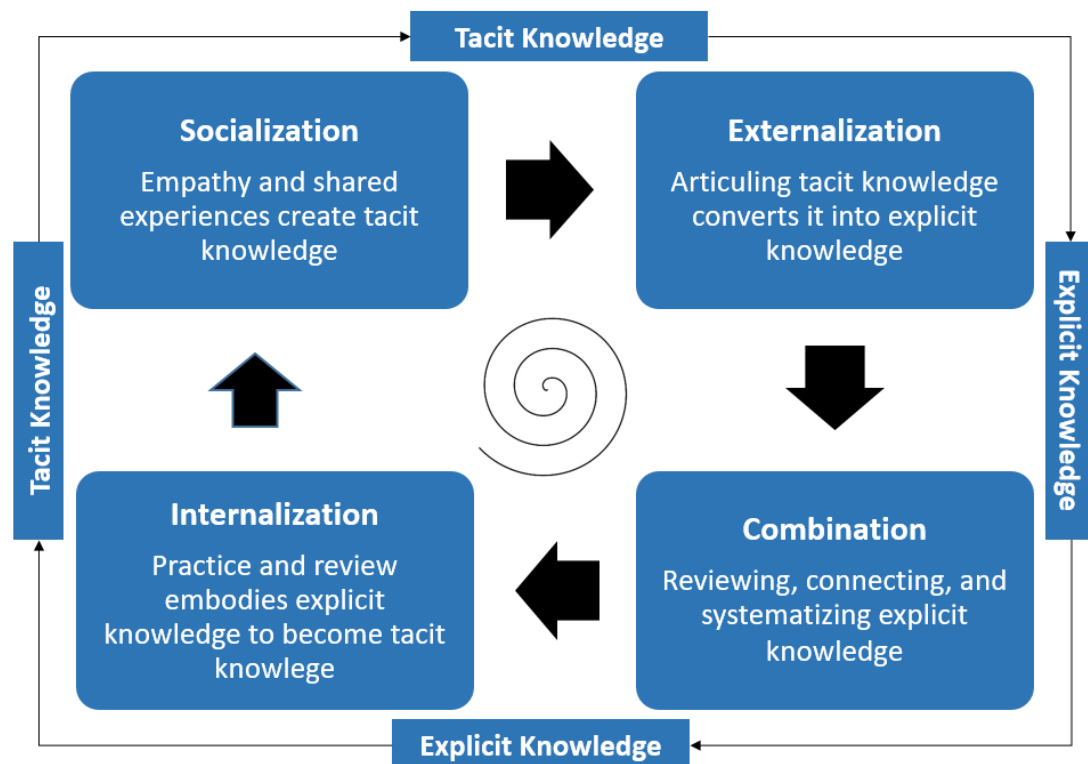 Tacit Knowledge
Socialization
Empathy and shared
experiences create tacit
knowledge
Externalization
Articuling tacit knowledge
converts it into explicit
knowledge
Tacit Knowledge
Explicit Knowledge
Internalization
Practice and review
embodies explicit
knowledge to become tacit
knowlege
Combination
Reviewing, connecting, and
systematizing explicit
knowledge
Explicit Knowledge